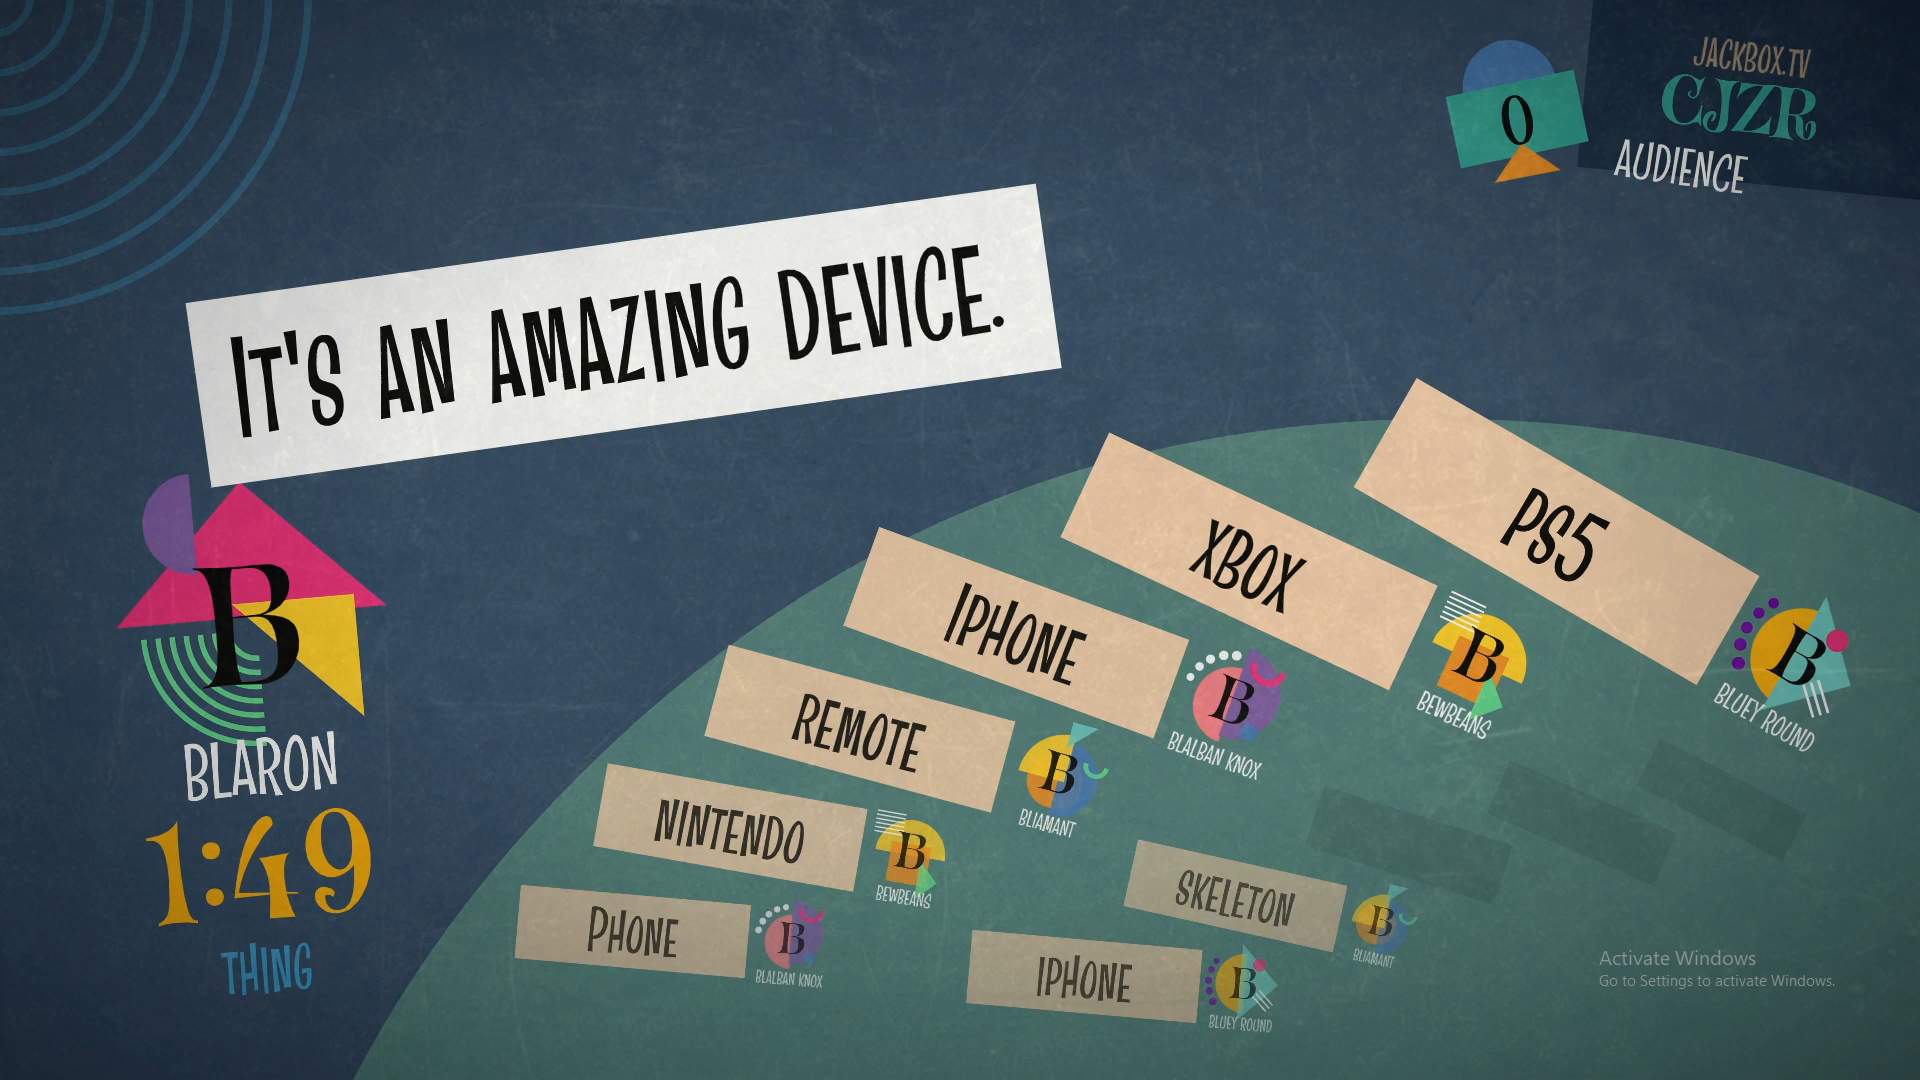 JACKBOX.TV
CJZR
0
AUDIENCE
IT'S AN AMAZING DEVICE.
B
BLARON
1:49
THING
PS5
B
BLUEY ROUND
XBOX
B
BEWBEANS
IPHONE
B
BLALBAN KNOX
REMOTE
B
BLIAMANT
NINTENDO
B
BEWBEANS
PHONE
B
BLALBAN KNOX
SKELETON
B
BLIAMANT
IPHONE
B
BLUEY ROUND
Activate Windows
Go to Settings to activate Windows.